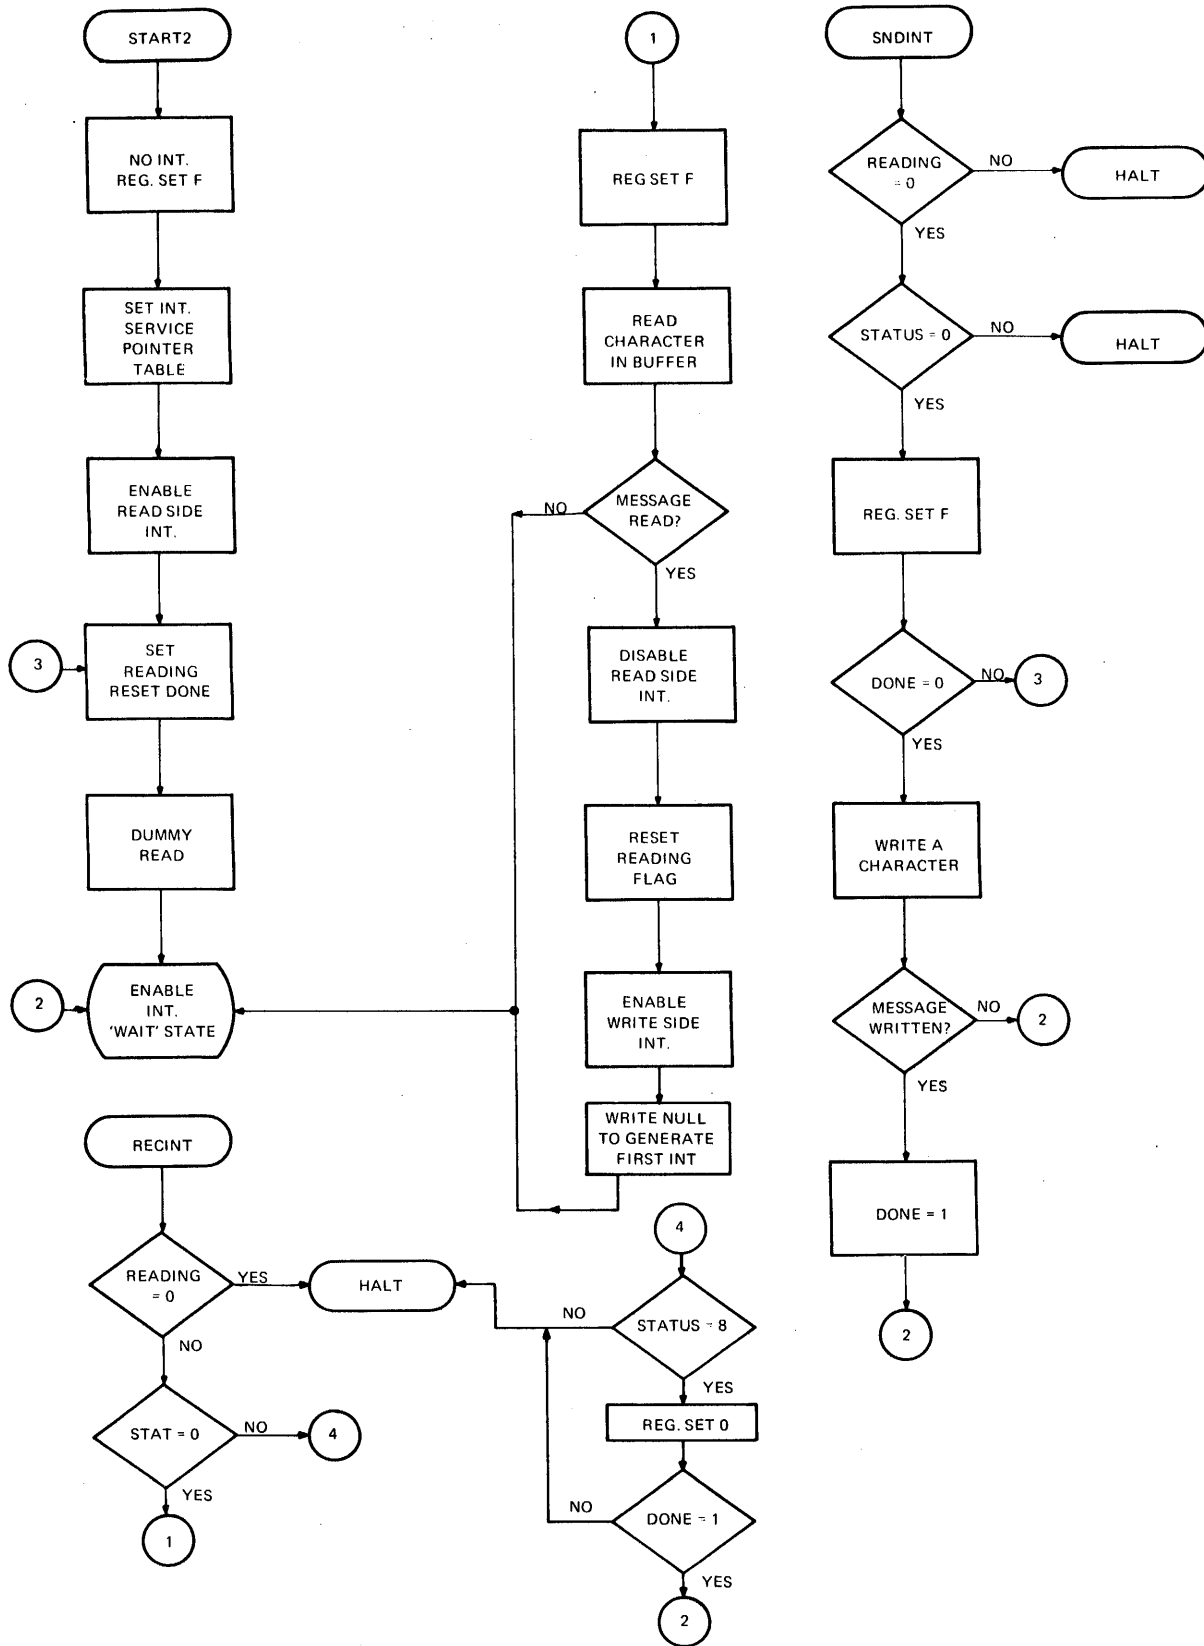 START2
NO INT.
REG. SET F
SET INT.
SERVICE
POINTER
TABLE
ENABLE
READ SIDE
INT.
3
SET
READING
RESET DONE
DUMMY
READ
2
ENABLE
INT.
'WAIT' STATE
RECINT
READING
= 0
YES
HALT
NO
STAT = 0
NO
4
YES
1
1
REG SET F
READ
CHARACTER
IN BUFFER
MESSAGE
READ?
NO
YES
DISABLE
READ SIDE
INT.
RESET
READING
FLAG
ENABLE
WRITE SIDE
INT.
WRITE NULL
TO GENERATE
FIRST INT
4
STATUS = 8
NO
YES
REG. SET 0
DONE = 1
NO
YES
2
SNDINT
READING
= 0
NO
HALT
YES
STATUS = 0
NO
HALT
YES
REG. SET F
DONE = 0
NO
3
YES
WRITE A
CHARACTER
MESSAGE
WRITTEN?
NO
2
YES
DONE = 1
2